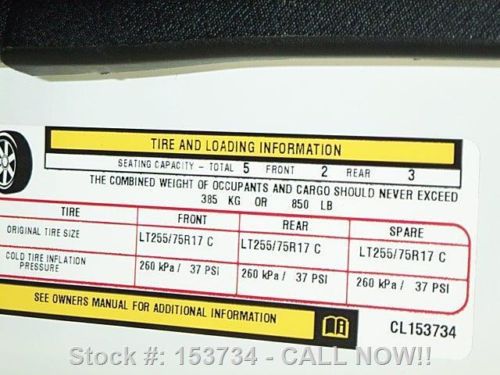 TIRE AND LOADING INFORMATION
SEATING CAPACITY - TOTAL 5 FRONT 2 REAR 3
THE COMBINED WEIGHT OF OCCUPANTS AND CARGO SHOULD NEVER EXCEED
385 KG OR 850 LB
TIRE FRONT REAR SPARE
ORIGINAL TIRE SIZE LT255/75R17 C LT255/75R17 C LT255/75R17 C
COLD TIRE INFLATION PRESSURE 260 kPa / 37 PSI 260 kPa / 37 PSI 260 kPa / 37 PSI
SEE OWNERS MANUAL FOR ADDITIONAL INFORMATION
CL153734
Stock #: 153734 - CALL NOW!!